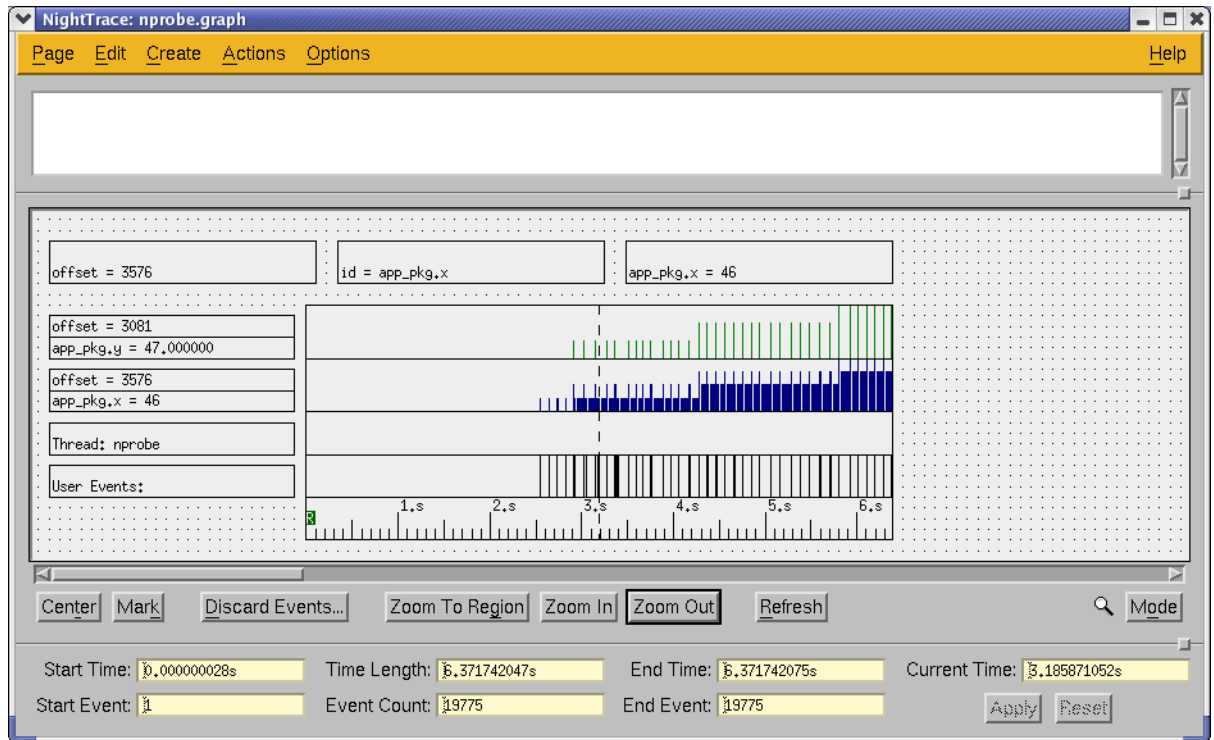 NightTrace: nprobe.graph
Page Edit Create Actions Options Help
offset = 3576 id = app_pkg.x app_pkg.x = 46
offset = 3081
app_pkg.y = 47.000000
offset = 3576
app_pkg.x = 46
Thread: nprobe
User Events:
1.s 2.s 3.s 4.s 5.s 6.s
R
Center Mark Discard Events... Zoom To Region Zoom In Zoom Out Refresh Mode
Start Time: 0.000000028s Time Length: 6.371742047s End Time: 6.371742075s Current Time: 3.185871052s
Start Event: 1 Event Count: 19775 End Event: 19775 Apply Reset